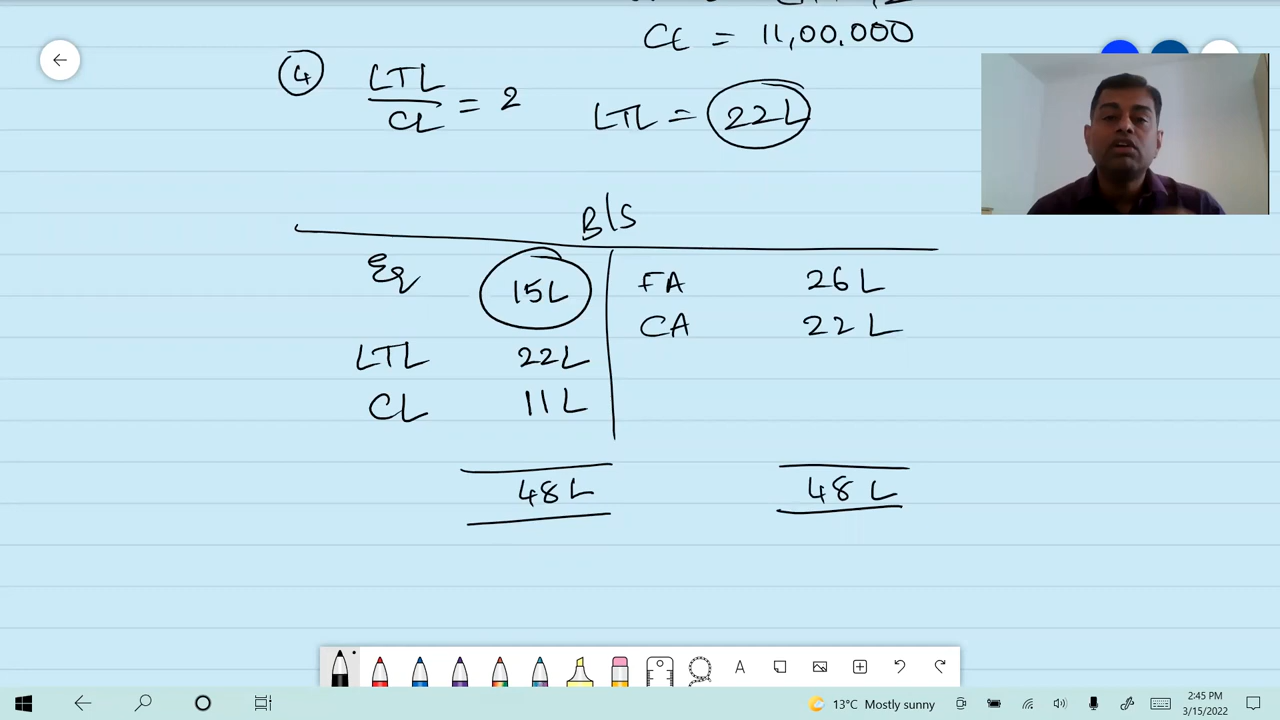 CL = 11,00,000
4 LTL/CL = 2 LTL = 22L
B/S
Eq 15L FA 26L
CA 22L
LTL 22L
CL 11L
48L 48L
A
13°C Mostly sunny
2:45 PM
3/15/2022